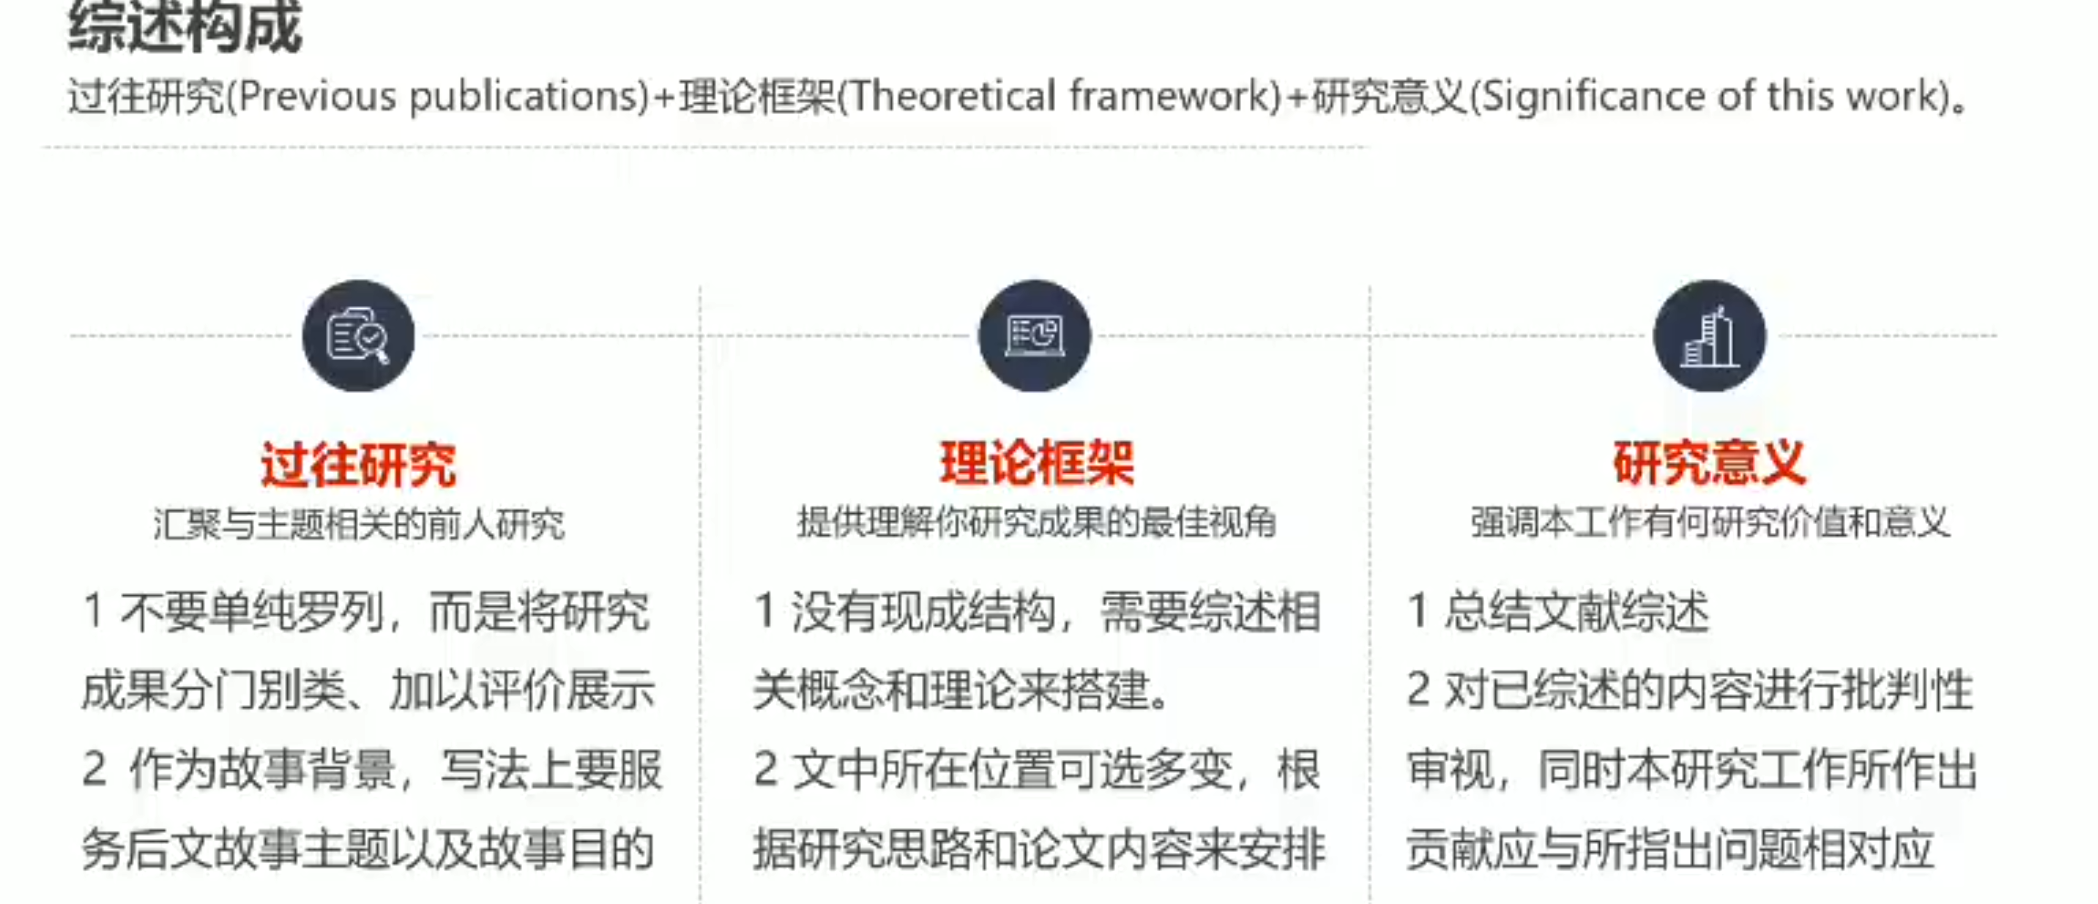 综述构成
过往研究(Previous publications)+理论框架(Theoretical framework)+研究意义(Significance of this work)。
过往研究
汇聚与主题相关的前人研究
1 不要单纯罗列，而是将研究
成果分门别类、加以评价展示
2 作为故事背景，写法上要服
务后文故事主题以及故事目的
理论框架
提供理解你研究成果的最佳视角
1 没有现成结构，需要综述相
关概念和理论来搭建。
2 文中所在位置可选多变，根
据研究思路和论文内容来安排
研究意义
强调本工作有何研究价值和意义
1 总结文献综述
2 对已综述的内容进行批判性
审视，同时本研究工作所作出
贡献应与所指出问题相对应